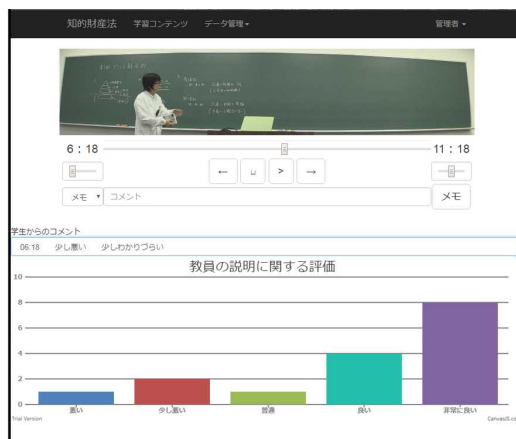 知的財産法 学習コンテンツ データ管理 管理者
6：18 11：18
← ␣ > →
メモ コメント メモ
学生からのコメント
06:18 少し悪い 少しわかりづらい
教員の説明に関する評価
10
8
6
4
2
0
悪い 少し悪い 普通 良い 非常に良い
Trial Version CanvasJS.co